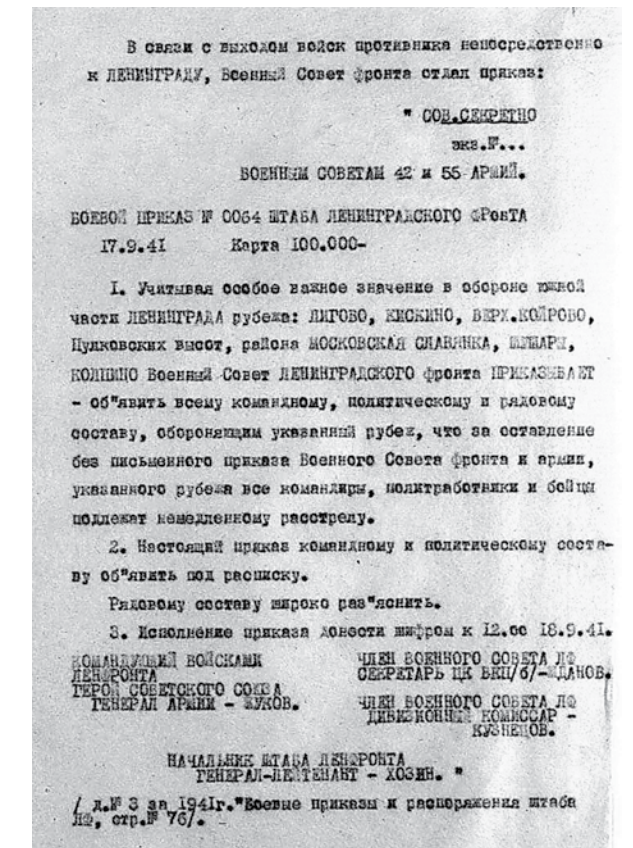 В связи с выходом войск противника непосредственно
к ЛЕНИНГРАДУ, Военный Совет фронта отдал приказ:
" СОВ.СЕКРЕТНО
экз.№...
ВОЕННЫМ СОВЕТАМ 42 и 55 АРМИЙ.
БОЕВОЙ ПРИКАЗ № 0064 ШТАБА ЛЕНИНГРАДСКОГО ФРонТА
17.9.41 Карта 100.000-
1. Учитывая особое важное значение в обороне южной
части ЛЕНИНГРАДА рубежа: ЛИГОВО, КИСКИНО, ВЕРХ.КОЙРОВО,
Пулковских высот, района МОСКОВСКАЯ СЛАВЯНКА, ШУШАРЫ,
КОЛПИНО Военный Совет ЛЕНИНГРАДСКОГО фронта ПРИКАЗЫВАЕТ
- об"явить всему командному, политическому и рядовому
составу, обороняющим указанный рубеж, что за оставление
без письменного приказа Военного Совета фронта и армии,
указанного рубежа все командиры, политработники и бойцы
подлежат немедленному расстрелу.
2. Настоящий приказ командному и политическому соста-
ву об"явить под расписку.
Рядовому составу широко раз"яснить.
3. Исполнение приказа донести шифром к 12.оо 18.9.41.
КОМАНДУЮЩИЙ ВОЙСКАМИ
ЛЕНФРОНТА
ГЕРОЙ СОВЕТСКОГО СОЮЗА
ГЕНЕРАЛ АРМИИ - ЖУКОВ.
ЧЛЕН ВОЕННОГО СОВЕТА ЛФ
СЕКРЕТАРЬ ЦК ВКП/б/-ЖДАНОВ.
ЧЛЕН ВОЕННОГО СОВЕТА ЛФ
ДИВИЗИОННЫЙ КОМИССАР -
КУЗНЕЦОВ.
НАЧАЛЬНИК ШТАБА ЛЕНФРОНТА
ГЕНЕРАЛ-ЛЕЙТЕНАНТ - ХОЗИН. "
/ д.№ 3 за 1941г."Боевые приказы и распоряжения штаба
ЛФ, стр.№ 76/.